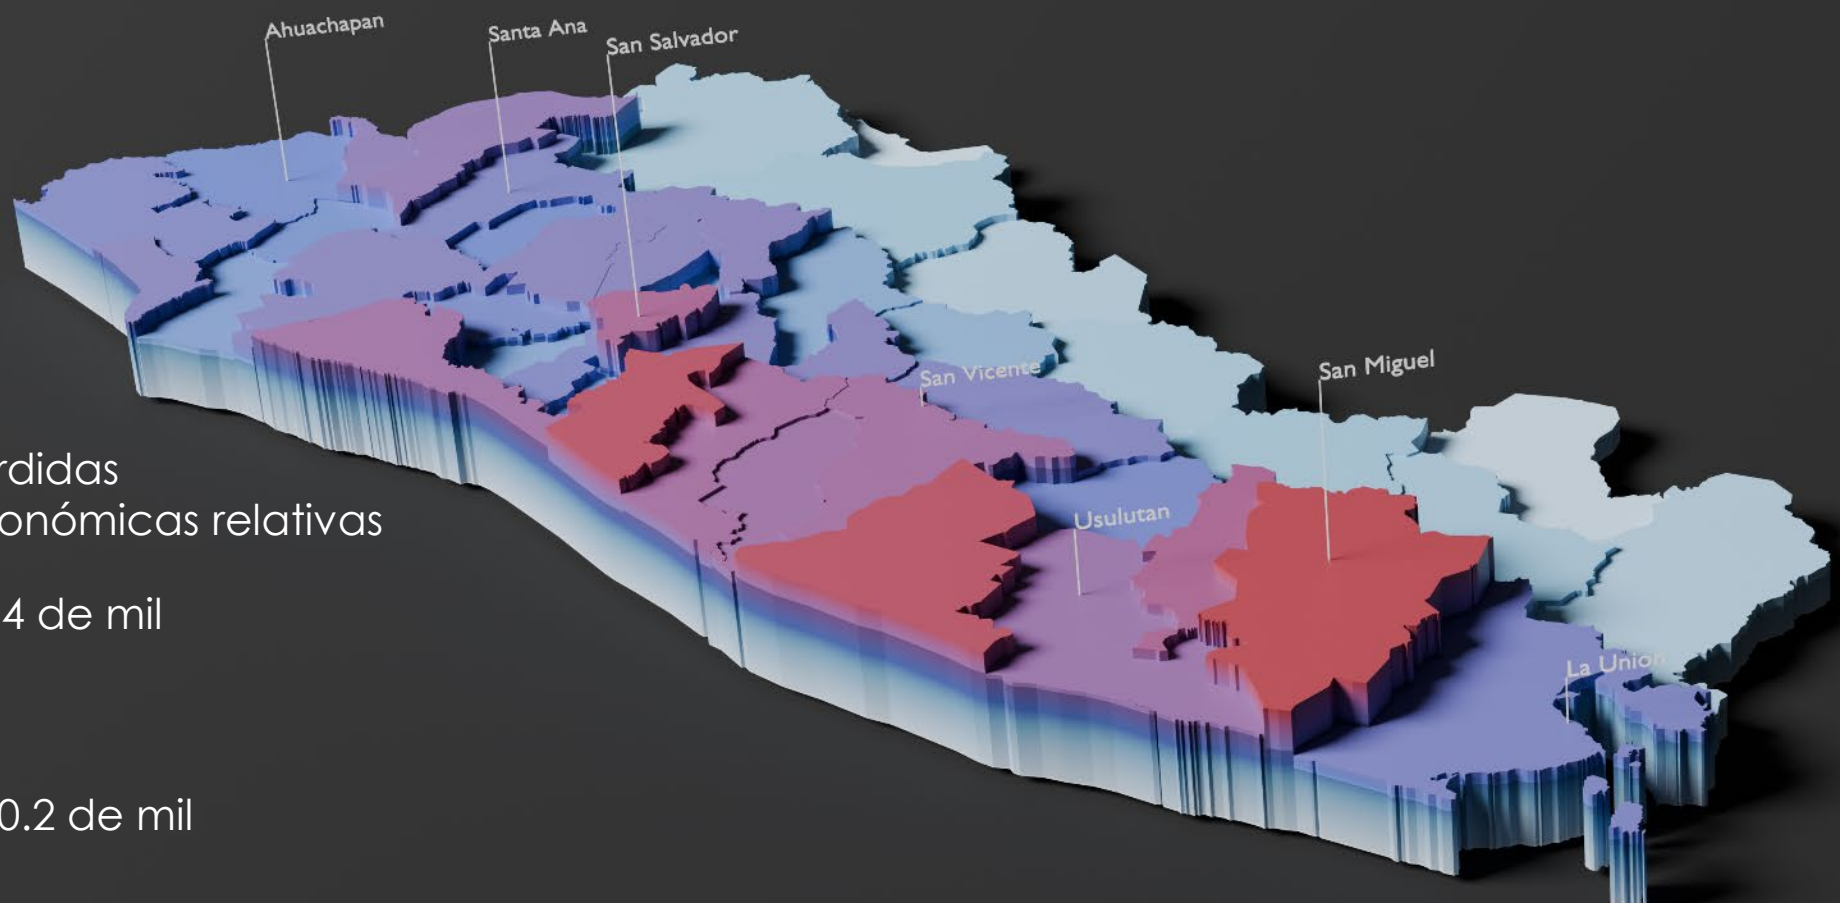 Ahuachapan
Santa Ana
San Salvador
San Vicente
San Miguel
Usulutan
La Union
rdidas
onómicas relativas
4 de mil
0.2 de mil